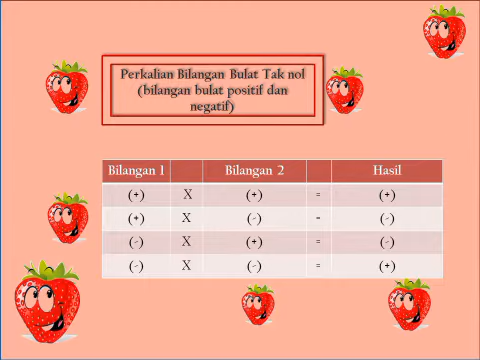 Perkalian Bilangan Bulat Tak nol
(bilangan bulat positif dan
negatif)
Bilangan 1 Bilangan 2 Hasil
(+) X (+) = (+)
(+) X (-) = (-)
(-) X (+) = (-)
(-) X (-) = (+)